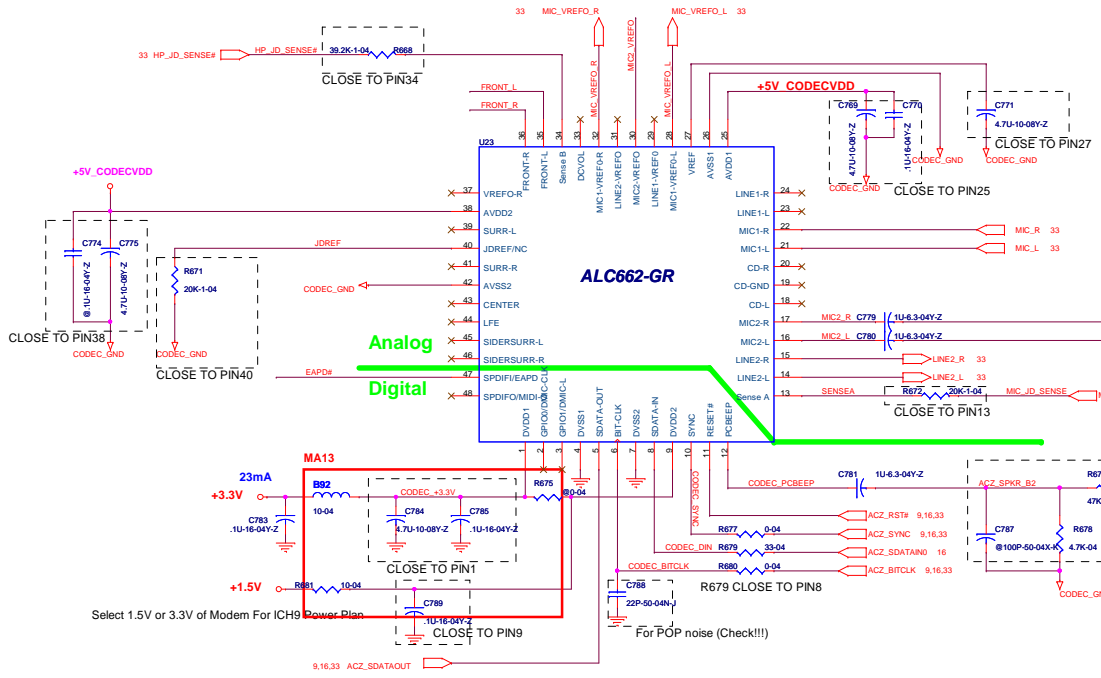 33 MIC_VREFO_R
MIC_VREFO_L 33
33 HP_JD_SENSE#
HP_JD_SENSE#
39.2K-1-04
R668
CLOSE TO PIN34
MIC_VREFO_R
MIC2_VREFO
MIC_VREFO_L
FRONT_L
FRONT_R
+5V_CODECVDD
C769
4.7U-10-08Y-Z
C770
.1U-16-04Y-Z
CODEC_GND
CODEC_GND
CLOSE TO PIN25
C771
4.7U-10-08Y-Z
CODEC_GND
CLOSE TO PIN27
U23
36 35 34 33 32 31 30 29 28 27 26 25
FRONT-R
FRONT-L
Sense B
DCVOL
MIC1-VREFO-R
LINE2-VREFO
MIC2-VREFO
LINE1-VREFO
MIC1-VREFO-L
VREF
AVSS1
AVDD1
ALC662-GR
37 VREFO-R
38 AVDD2
39 SURR-L
40 JDREF/NC
41 SURR-R
42 AVSS2
43 CENTER
44 LFE
45 SIDERSURR-L
46 SIDERSURR-R
47 SPDIFI/EAPD
48 SPDIFO/MIDI-O
LINE1-R 24
LINE1-L 23
MIC1-R 22
MIC1-L 21
CD-R 20
CD-GND 19
CD-L 18
MIC2-R 17
MIC2-L 16
LINE2-R 15
LINE2-L 14
Sense A 13
DVDD1
GPIO0/DMIC-CLK
GPIO1/DMIC-L
DVSS1
SDATA-OUT
BIT-CLK
DVSS2
SDATA-IN
DVDD2
SYNC
RESET#
PCBEEP
1 2 3 4 5 6 7 8 9 10 11 12
+5V_CODECVDD
C774
@.1U-16-04Y-Z
C775
4.7U-10-08Y-Z
CLOSE TO PIN38
CODEC_GND
JDREF
R671
20K-1-04
CODEC_GND
CLOSE TO PIN40
CODEC_GND
Analog
Digital
EAPD#
MIC_R 33
MIC_L 33
MIC2_R C779 1U-6.3-04Y-Z
MIC2_L C780 1U-6.3-04Y-Z
LINE2_R 33
LINE2_L 33
SENSEA
R672 20K-1-04
MIC_JD_SENSE
CLOSE TO PIN13
MA13
23mA
+3.3V
B92
10-04
C783
.1U-16-04Y-Z
CODEC_+3.3V
C784
4.7U-10-08Y-Z
C785
.1U-16-04Y-Z
CLOSE TO PIN1
R675
@0-04
+1.5V
R681
10-04
C789
.1U-16-04Y-Z
CLOSE TO PIN9
Select 1.5V or 3.3V of Modem For ICH9 Power Plan
9,16,33 ACZ_SDATAOUT
CODEC_PCBEEP
C781
1U-6.3-04Y-Z
ACZ_SPKR_B2
47K
C787
@100P-50-04X-K
R678
4.7K-04
CODEC_SYNC
ACZ_RST# 9,16,33
R677 0-04
ACZ_SYNC 9,16,33
CODEC_DIN
R679 33-04
ACZ_SDATAIN0 16
CODEC_BITCLK
R680 0-04
ACZ_BITCLK 9,16,33
R679 CLOSE TO PIN8
C788
22P-50-04N-J
For POP noise (Check!!!)